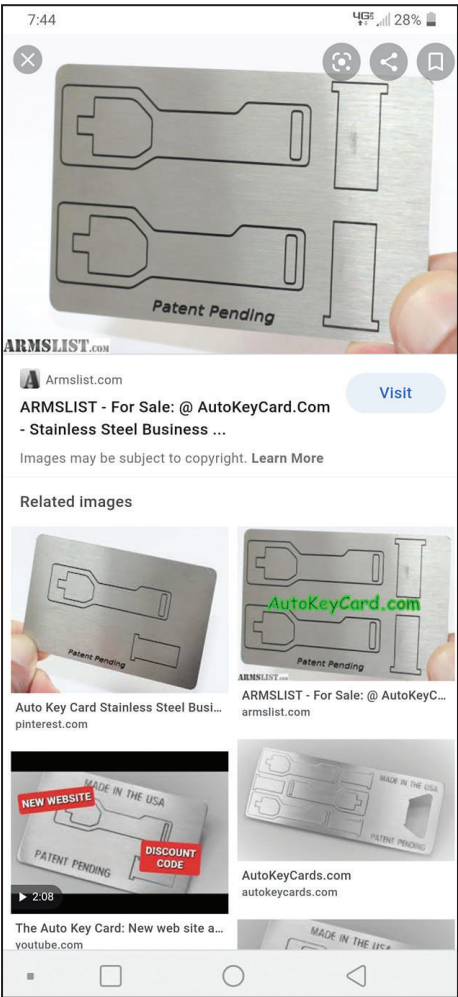 7:44
4GE
28%
Patent Pending
ARMSLIST.COM
Armslist.com
Visit
ARMSLIST - For Sale: @ AutoKeyCard.Com
- Stainless Steel Business ...
Images may be subject to copyright. Learn More
Related images
Patent Pending
AutoKeyCard.com
Patent Pending
ARMSLIST.COM
Auto Key Card Stainless Steel Busi...
pinterest.com
ARMSLIST - For Sale: @ AutoKeyC...
armslist.com
MADE IN THE USA
NEW WEBSITE
DISCOUNT
CODE
PATENT PENDING
2:08
MADE IN THE USA
PATENT PENDING
The Auto Key Card: New web site a...
youtube.com
AutoKeyCards.com
autokeycards.com
MADE IN THE USA